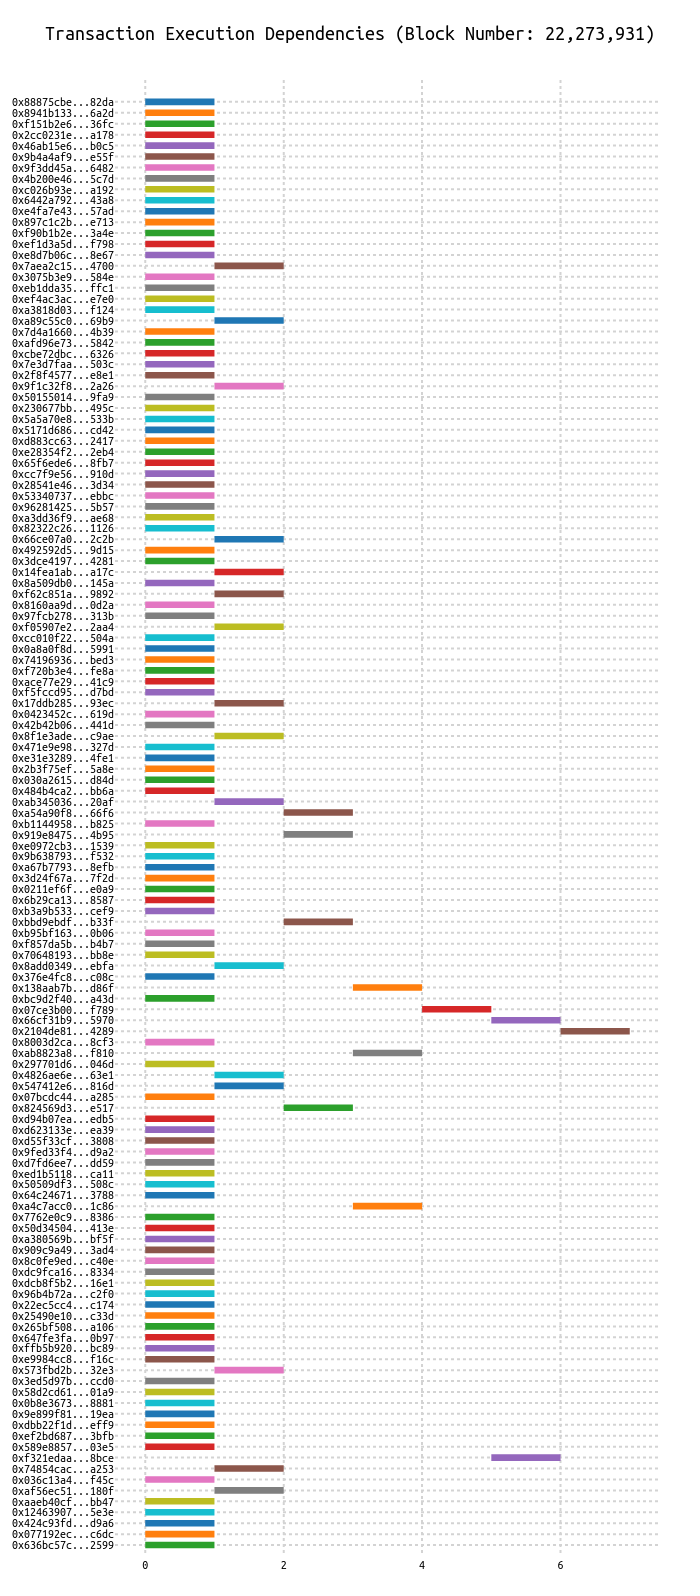 Transaction Execution Dependencies (Block Number: 22,273,931)
0x88875cbe...82da
0x8941b133...6a2d
0xf151b2e6...36fc
0x2cc0231e...a178
0x46ab15e6...b0c5
0x9b4a4af9...e55f
0x9f3dd45a...6482
0x4b200e46...5c7d
0xc026b93e...a192
0x6442a792...43a8
0xe4fa7e43...57ad
0x897c1c2b...e713
0xf90b1b2e...3a4e
0xef1d3a5d...f798
0xe8d7b06c...8e67
0x7aea2c15...4700
0x3075b3e9...584e
0xeb1dda35...ffc1
0xef4ac3ac...e7e0
0xa3818d03...f124
0xa89c55c0...69b9
0x7d4a1660...4b39
0xafd96e73...5842
0xcbe72dbc...6326
0x7e3d7faa...503c
0x2f8f4577...e8e1
0x9f1c32f8...2a26
0x50155014...9fa9
0x230677bb...495c
0x5a5a70e8...533b
0x5171d686...cd42
0xd883cc63...2417
0xe28354f2...2eb4
0x65f6ede6...8fb7
0xcc7f9e56...910d
0x28541e46...3d34
0x53340737...ebbc
0x96281425...5b57
0xa3dd36f9...ae68
0x82322c26...1126
0x66ce07a0...2c2b
0x492592d5...9d15
0x3dce4197...4281
0x14fea1ab...a17c
0x8a509db0...145a
0xf62c851a...9892
0x8160aa9d...0d2a
0x97fcb278...313b
0xf05907e2...2aa4
0xcc010f22...504a
0x0a8a0f8d...5991
0x74196936...bed3
0xf720b3e4...fe8a
0xace77e29...41c9
0xf5fccd95...d7bd
0x17ddb285...93ec
0x0423452c...619d
0x42b42b06...441d
0x8f1e3ade...c9ae
0x471e9e98...327d
0xe31e3289...4fe1
0x2b3f75ef...5a8e
0x030a2615...d84d
0x484b4ca2...bb6a
0xab345036...20af
0xa54a90f8...66f6
0xb1144958...b825
0x919e8475...4b95
0xe0972cb3...1539
0x9b638793...f532
0xa67b7793...8efb
0x3d24f67a...7f2d
0x0211ef6f...e0a9
0x6b29ca13...8587
0xb3a9b533...cef9
0xbbd9ebdf...b33f
0xb95bf163...0b06
0xf857da5b...b4b7
0x70648193...bb8e
0x8add0349...ebfa
0x376e4fc8...c08c
0x138aab7b...d86f
0xbc9d2f40...a43d
0x07ce3b00...f789
0x66cf31b9...5970
0x2104de81...4289
0x8003d2ca...8cf3
0xab8823a8...f810
0x297701d6...046d
0x4826ae6e...63e1
0x547412e6...816d
0x07bcdc44...a285
0x824569d3...e517
0xd94b07ea...edb5
0xd623133e...ea39
0xd55f33cf...3808
0x9fed33f4...d9a2
0xd7fd6ee7...dd59
0xed1b5118...ca11
0x50509df3...508c
0x64c24671...3788
0xa4c7acc0...1c86
0x7762e0c9...8386
0x50d34504...413e
0xa380569b...bf5f
0x909c9a49...3ad4
0x8c0fe9ed...c40e
0xdc9fca16...8334
0xdcb8f5b2...16e1
0x96b4b72a...c2f0
0x22ec5cc4...c174
0x25490e10...c33d
0x265bf508...a106
0x647fe3fa...0b97
0xffb5b920...bc89
0xe9984cc8...f16c
0x573fbd2b...32e3
0x3ed5d97b...ccd0
0x58d2cd61...01a9
0x0b8e3673...8881
0x9e899f81...19ea
0xdbb22f1d...eff9
0xef2bd687...3bfb
0x589e8857...03e5
0xf321edaa...8bce
0x74854cac...a253
0x036c13a4...f45c
0xaf56ec51...180f
0xaaeb40cf...bb47
0x12463907...5e3e
0x424c93fd...d9a6
0x077192ec...c6dc
0x636bc57c...2599
0 2 4 6